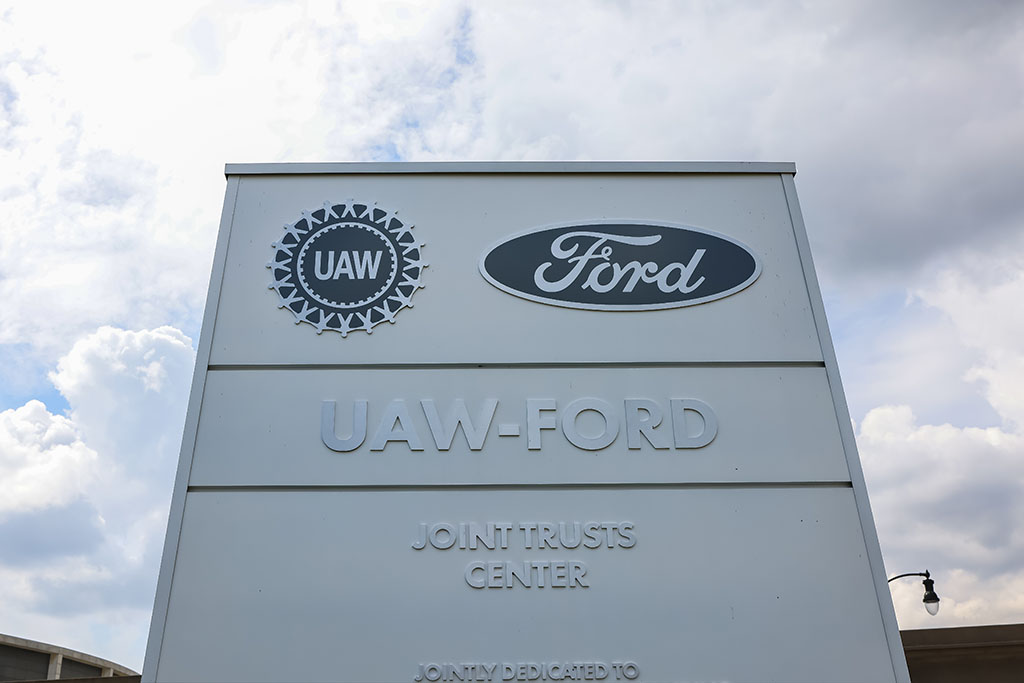 UAW
Ford
UAW-FORD
JOINT TRUSTS
CENTER
JOINTLY DEDICATED TO